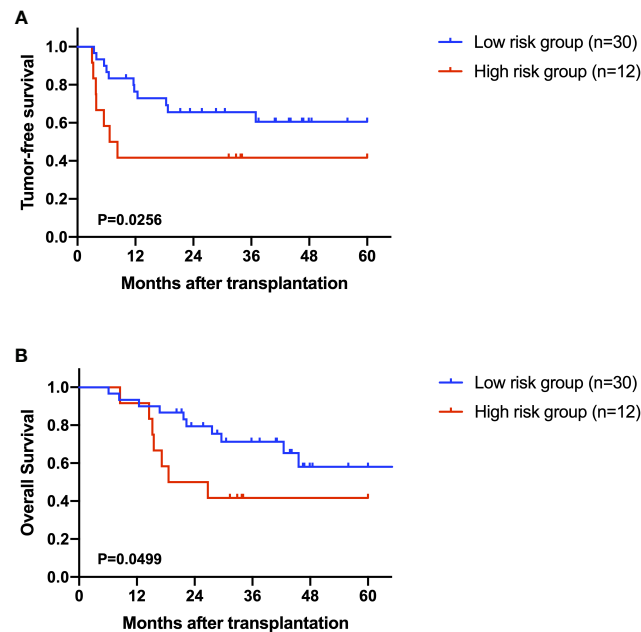 A
Low risk group (n=30)
High risk group (n=12)
Tumor-free survival
1.0
0.8
0.6
0.4
0.2
0.0
P=0.0256
0 12 24 36 48 60
Months after transplantation
B
Low risk group (n=30)
High risk group (n=12)
Overall Survival
1.0
0.8
0.6
0.4
0.2
0.0
P=0.0499
0 12 24 36 48 60
Months after transplantation